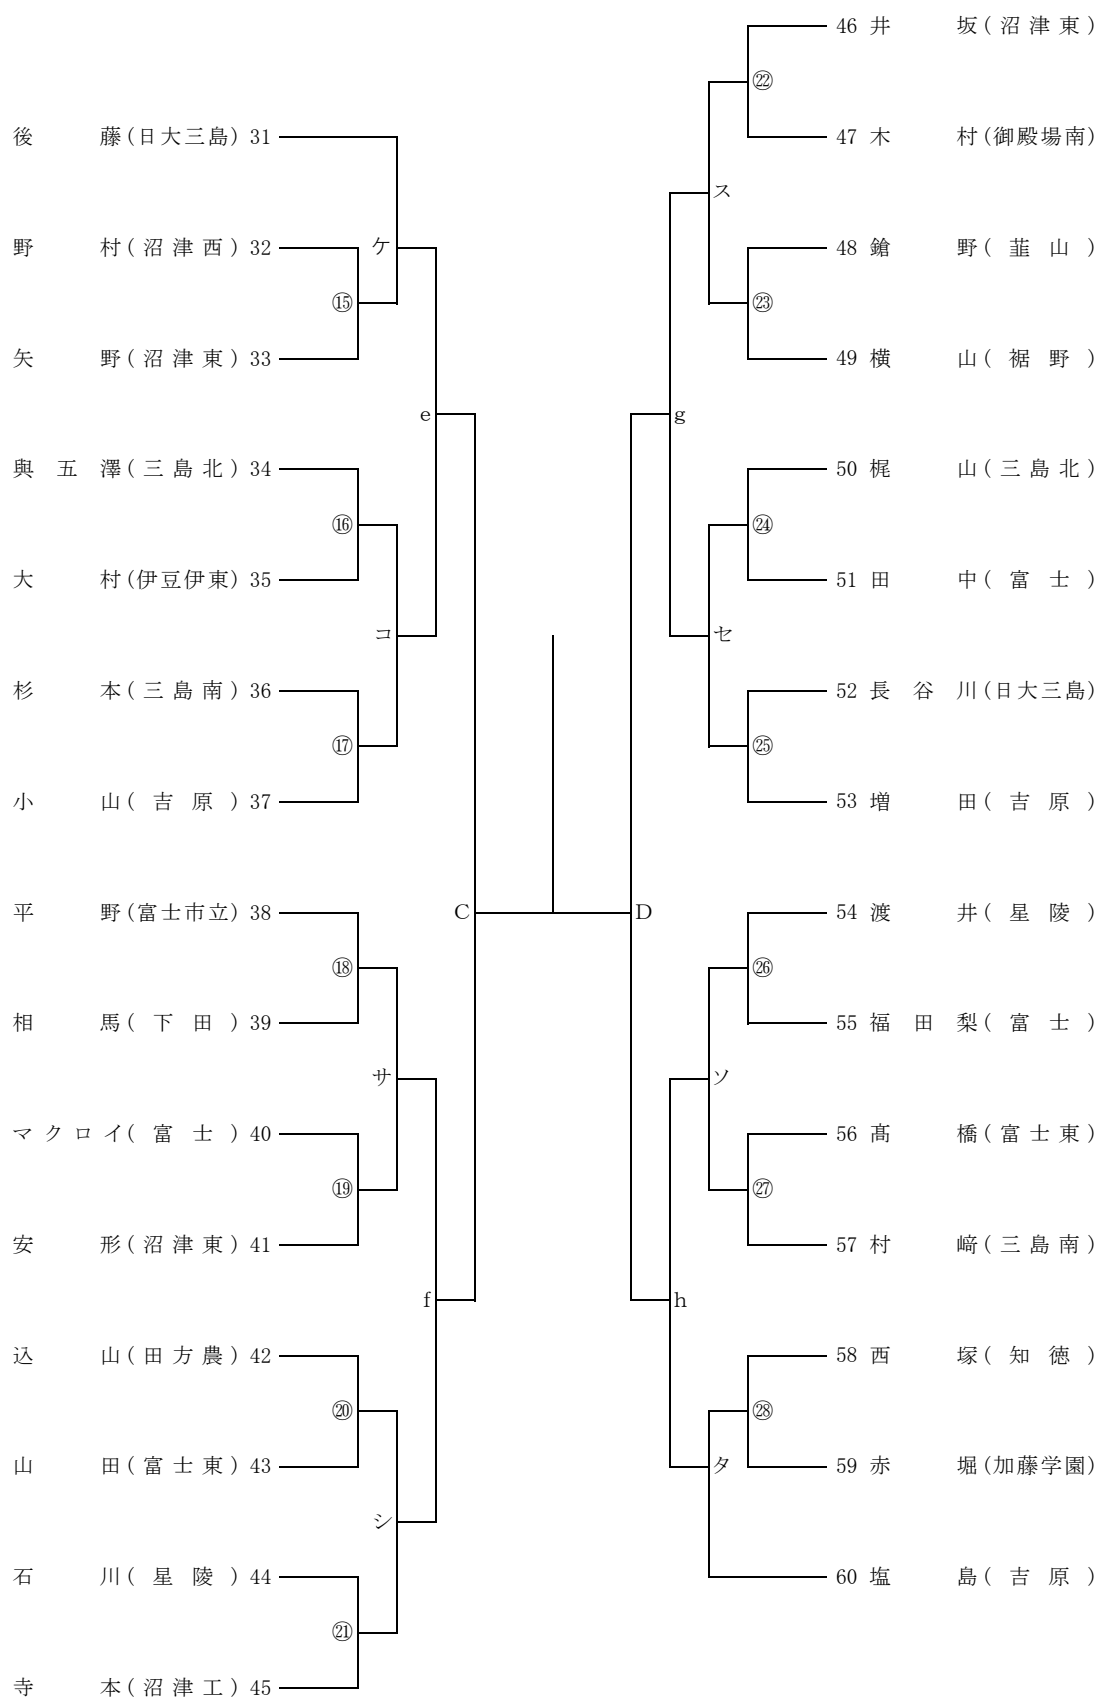 後藤(日大三島) 31
野村(沼津西) 32
矢野(沼津東) 33
與五澤(三島北) 34
大村(伊豆伊東) 35
杉本(三島南) 36
小山(吉原) 37
平野(富士市立) 38
相馬(下田) 39
マクロイ(富士) 40
安形(沼津東) 41
込山(田方農) 42
山田(富士東) 43
石川(星陵) 44
寺本(沼津工) 45
⑮
⑯
⑰
⑱
⑲
⑳
㉑
ケ
コ
サ
シ
e
f
C
D
g
h
ス
セ
ソ
タ
㉒
㉓
㉔
㉕
㉖
㉗
㉘
46 井坂(沼津東)
47 木村(御殿場南)
48 鎗野(韮山)
49 横山(裾野)
50 梶山(三島北)
51 田中(富士)
52 長谷川(日大三島)
53 増田(吉原)
54 渡井(星陵)
55 福田梨(富士)
56 髙橋(富士東)
57 村﨑(三島南)
58 西塚(知徳)
59 赤堀(加藤学園)
60 塩島(吉原)